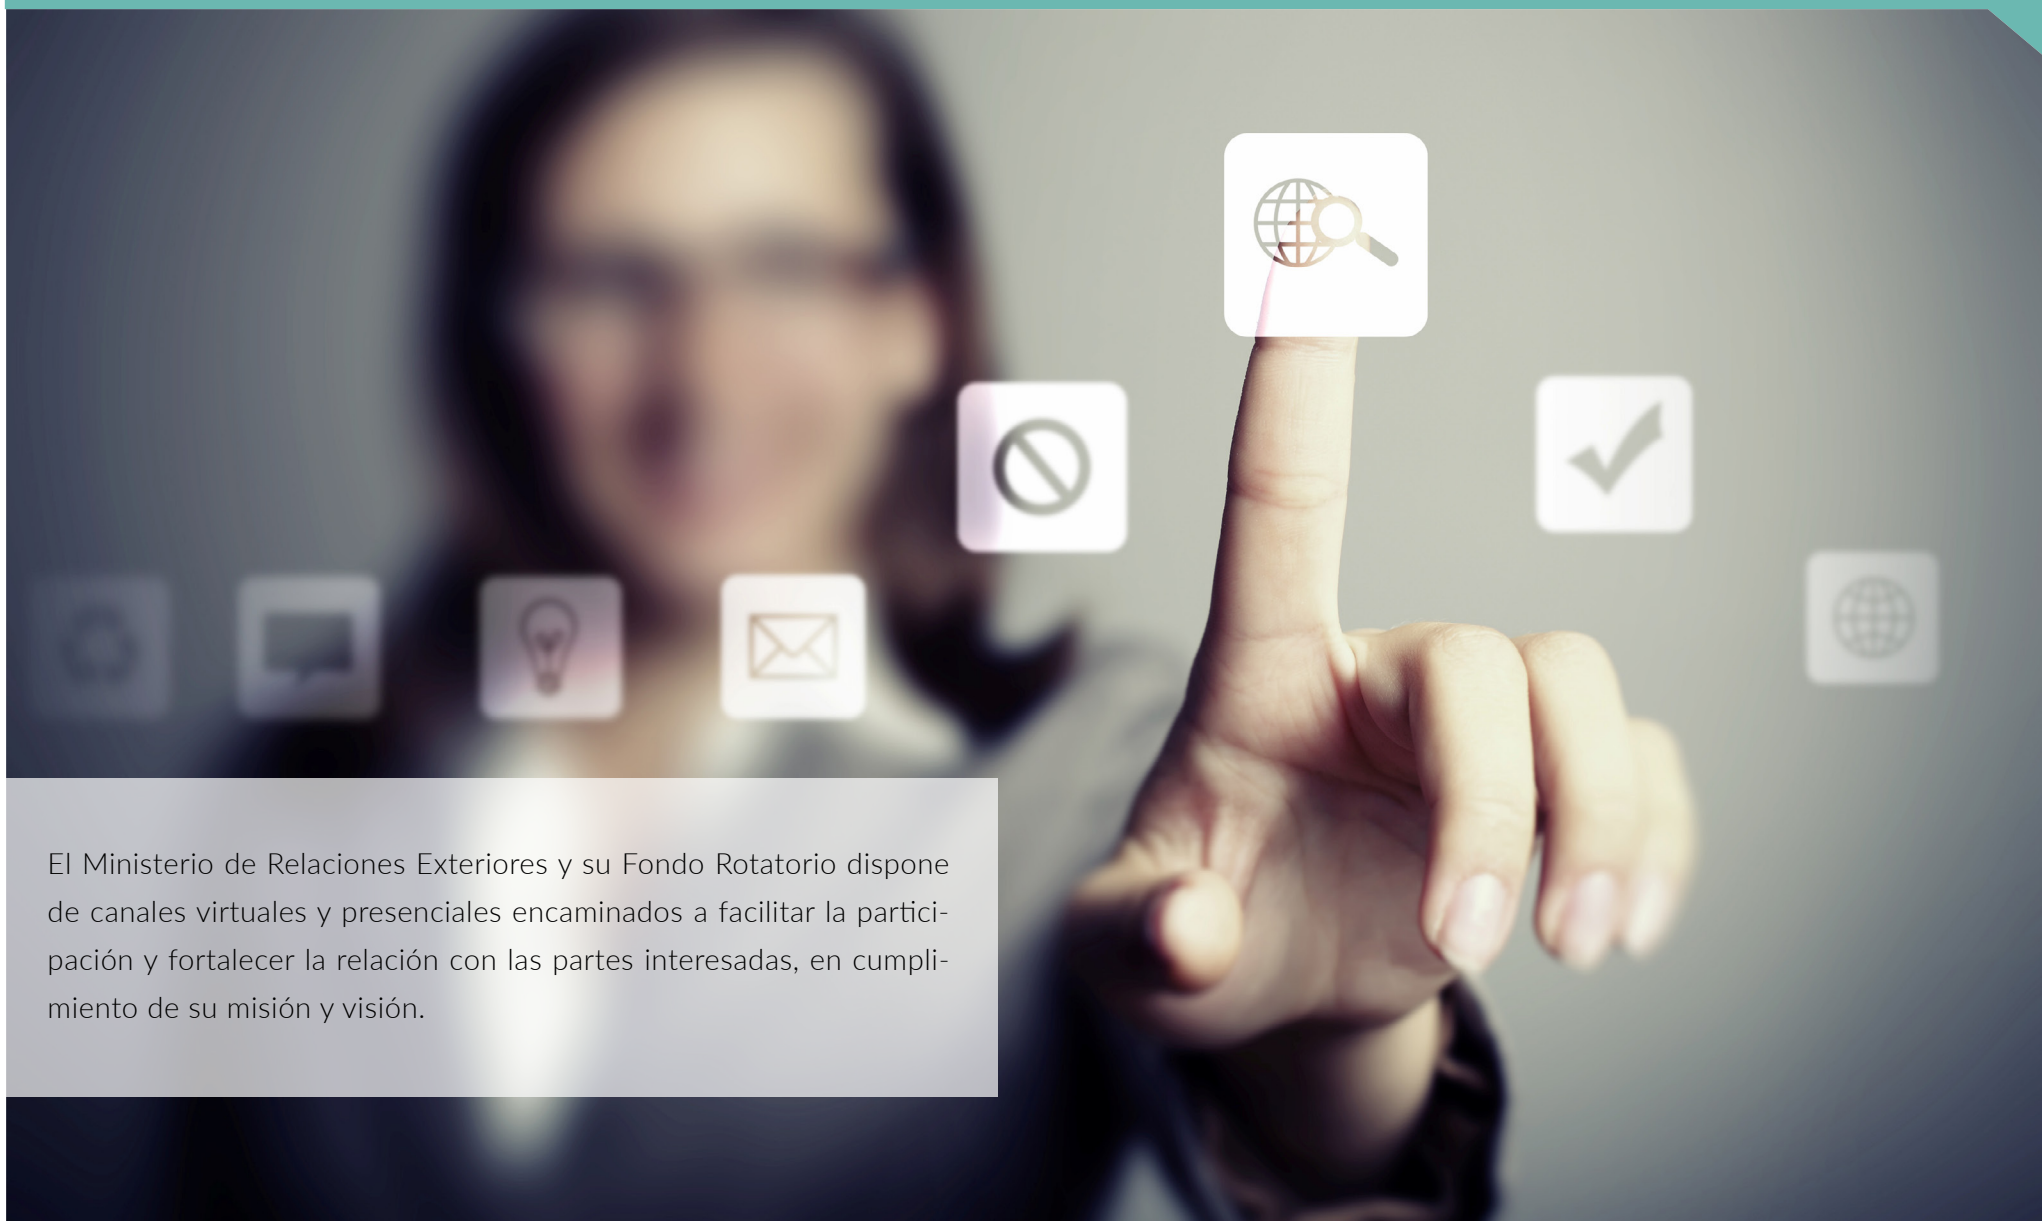 El Ministerio de Relaciones Exteriores y su Fondo Rotatorio dispone
de canales virtuales y presenciales encaminados a facilitar la partici-
pación y fortalecer la relación con las partes interesadas, en cumpli-
miento de su misión y visión.